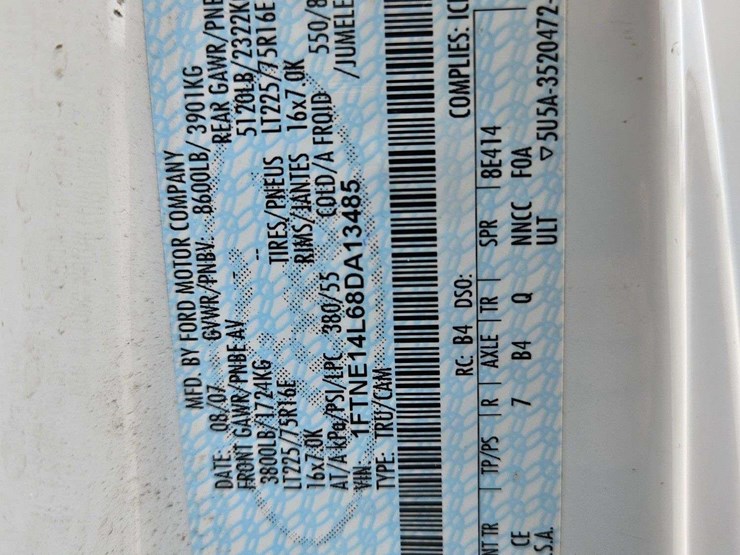 MFD. BY FORD MOTOR COMPANY
DATE: 08/07 GVWR/PNBV: 8600LB/ 3901KG
FRONT GAWR/PNBE AV REAR GAWR/PNB
3800LB/1724KG 5120LB/2322K
LT225/75R16E TIRES/PNEUS LT225/75R16E
16x7.0K RIMS/JANTES 16x7.0K
AT/A kPa/PSI/LPC 380/55 COLD/A FROID 550/8
VIN: 1FTNE14L68DA13485 /JUMELE
TYPE: TRU/CAM
COMPLIES: IC
RC: B4 DSO:
NT TR TP/PS R AXLE TR SPR 8E414
CE 7 B4 Q NNCC FOA
ULT
S.A. ▽5U5A-3520472-